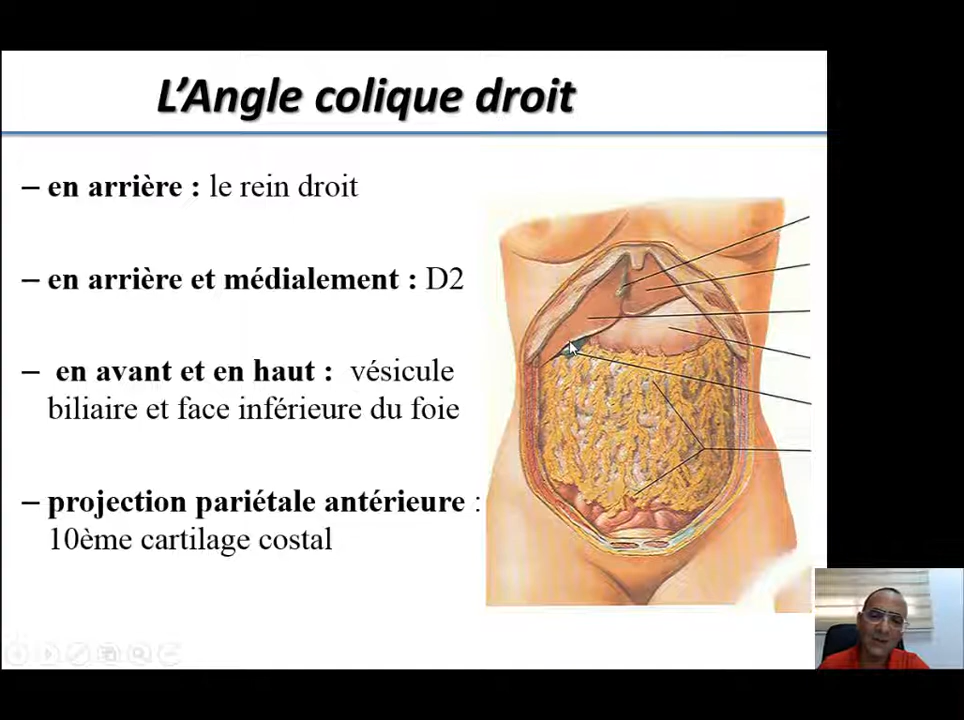 L'Angle colique droit
– en arrière : le rein droit
– en arrière et médialement : D2
– en avant et en haut : vésicule
biliaire et face inférieure du foie
– projection pariétale antérieure :
10ème cartilage costal